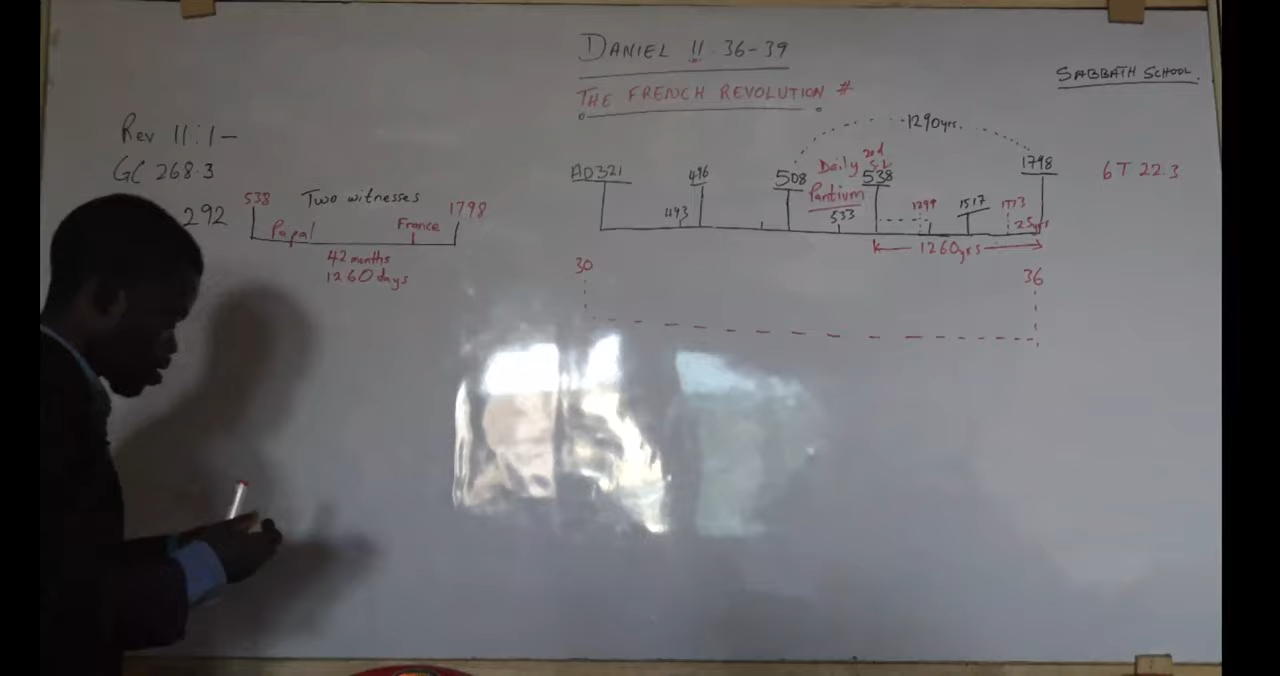 DANIEL 11 36-39
SABBATH SCHOOL.
THE FRENCH REVOLUTION #
Rev 11:1-
GC 268.3
292
538 Two witnesses 1798
Papal France
42 months
1260 days
1290yrs.
AD321 496 508 Daily 2nd 538 1798
6T 22.3
533 1299 1517 1773
25yrs
1260yrs
30 36